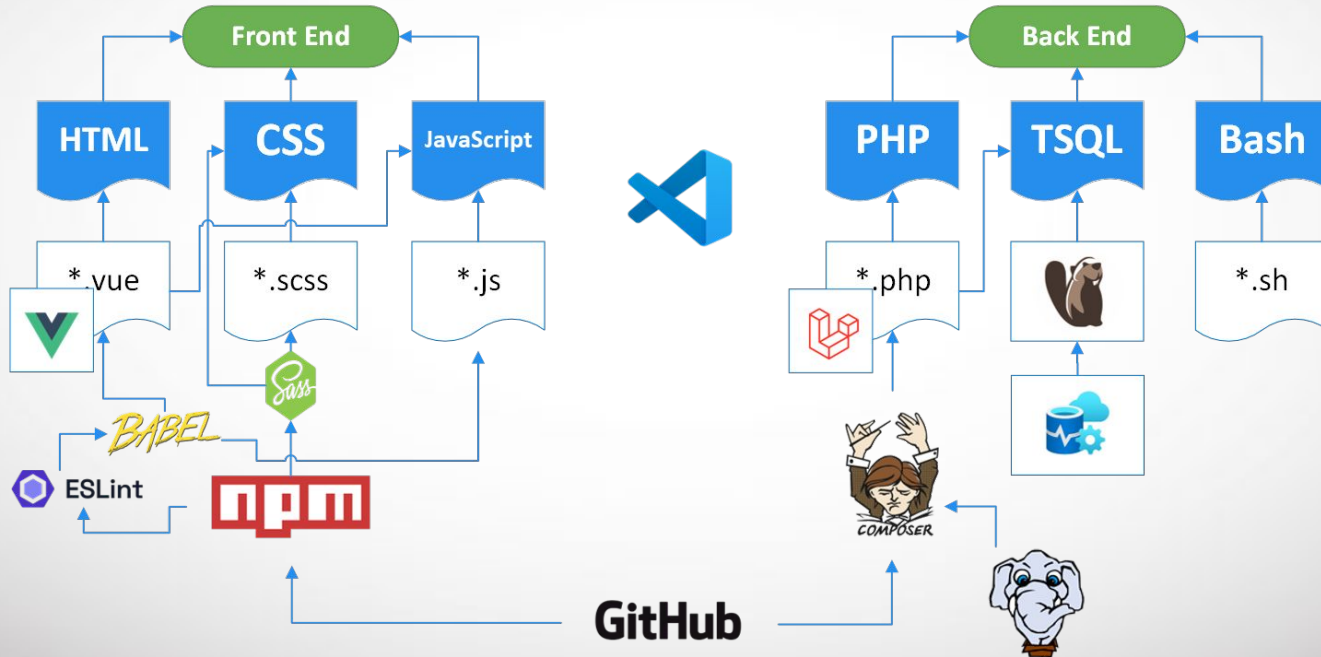 Front End
Back End
HTML
CSS
JavaScript
PHP
TSQL
Bash
*.vue
*.scss
*.js
*.php
*.sh
Sass
BABEL
ESLint
npm
COMPOSER
GitHub